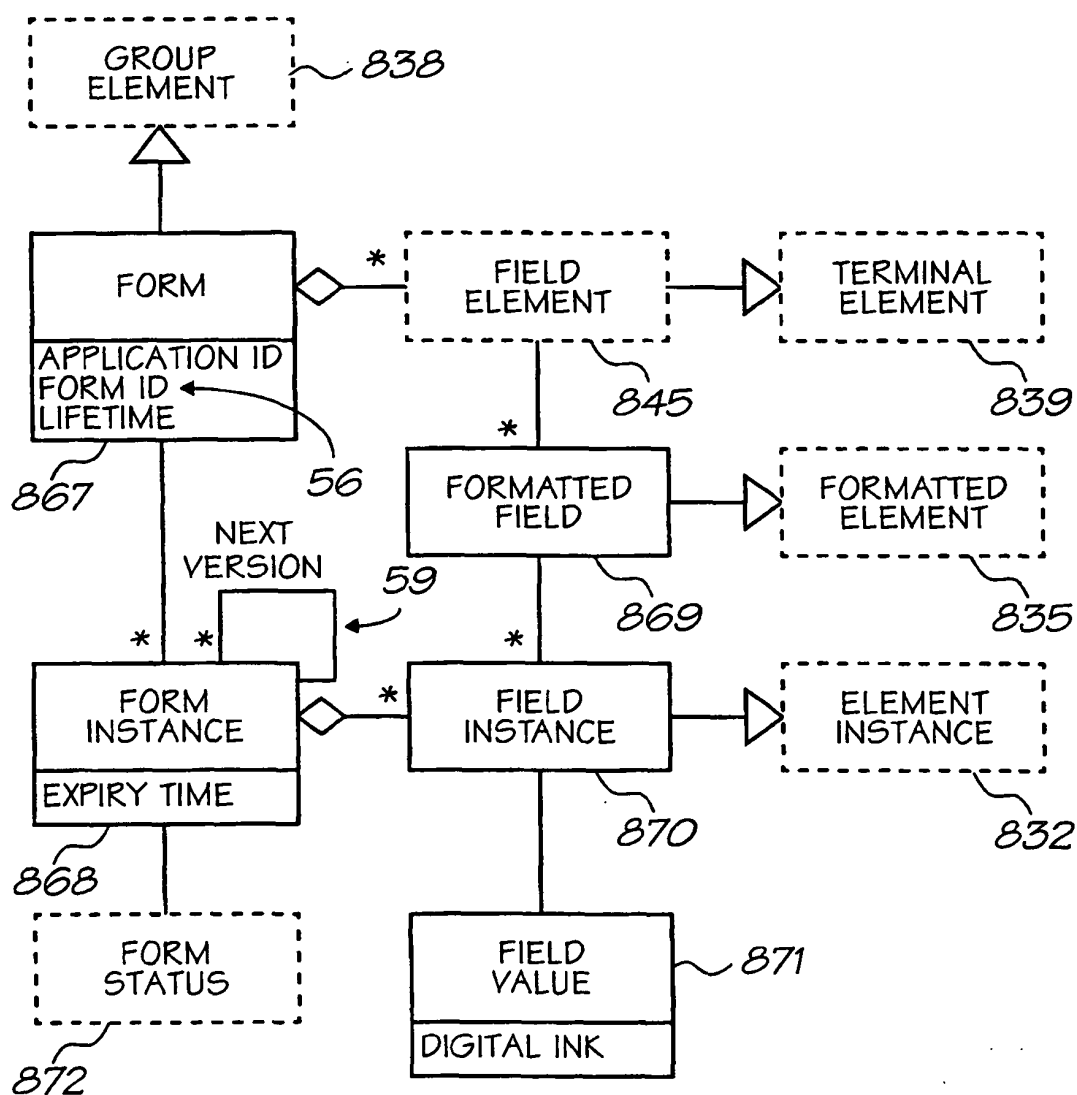 GROUP
ELEMENT
838
FORM
*
FIELD
ELEMENT
TERMINAL
ELEMENT
APPLICATION ID
FORM ID
LIFETIME
845
839
867
56
*
FORMATTED
FIELD
FORMATTED
ELEMENT
NEXT
VERSION
59
869
835
*
*
*
FORM
INSTANCE
*
FIELD
INSTANCE
ELEMENT
INSTANCE
EXPIRY TIME
870
832
868
FORM
STATUS
FIELD
VALUE
871
DIGITAL INK
872